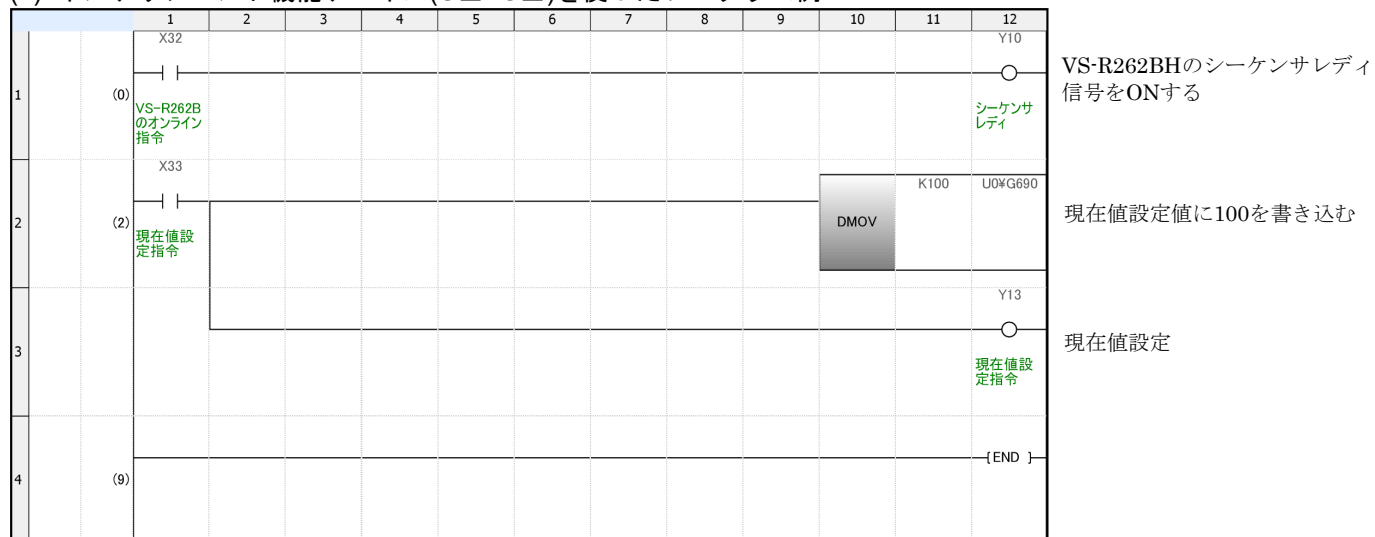 1 2 3 4 5 6 7 8 9 10 11 12
X32 Y10
1 (0)
VS-R262B
のオンライン
指令
シーケンサ
レディ
VS-R262BHのシーケンサレディ
信号をONする
X33
K100 U0¥G690
2 (2)
DMOV
現在値設
定指令
現在値設定値に100を書き込む
Y13
3
現在値設
定指令
現在値設定
4 (9)
[END ]